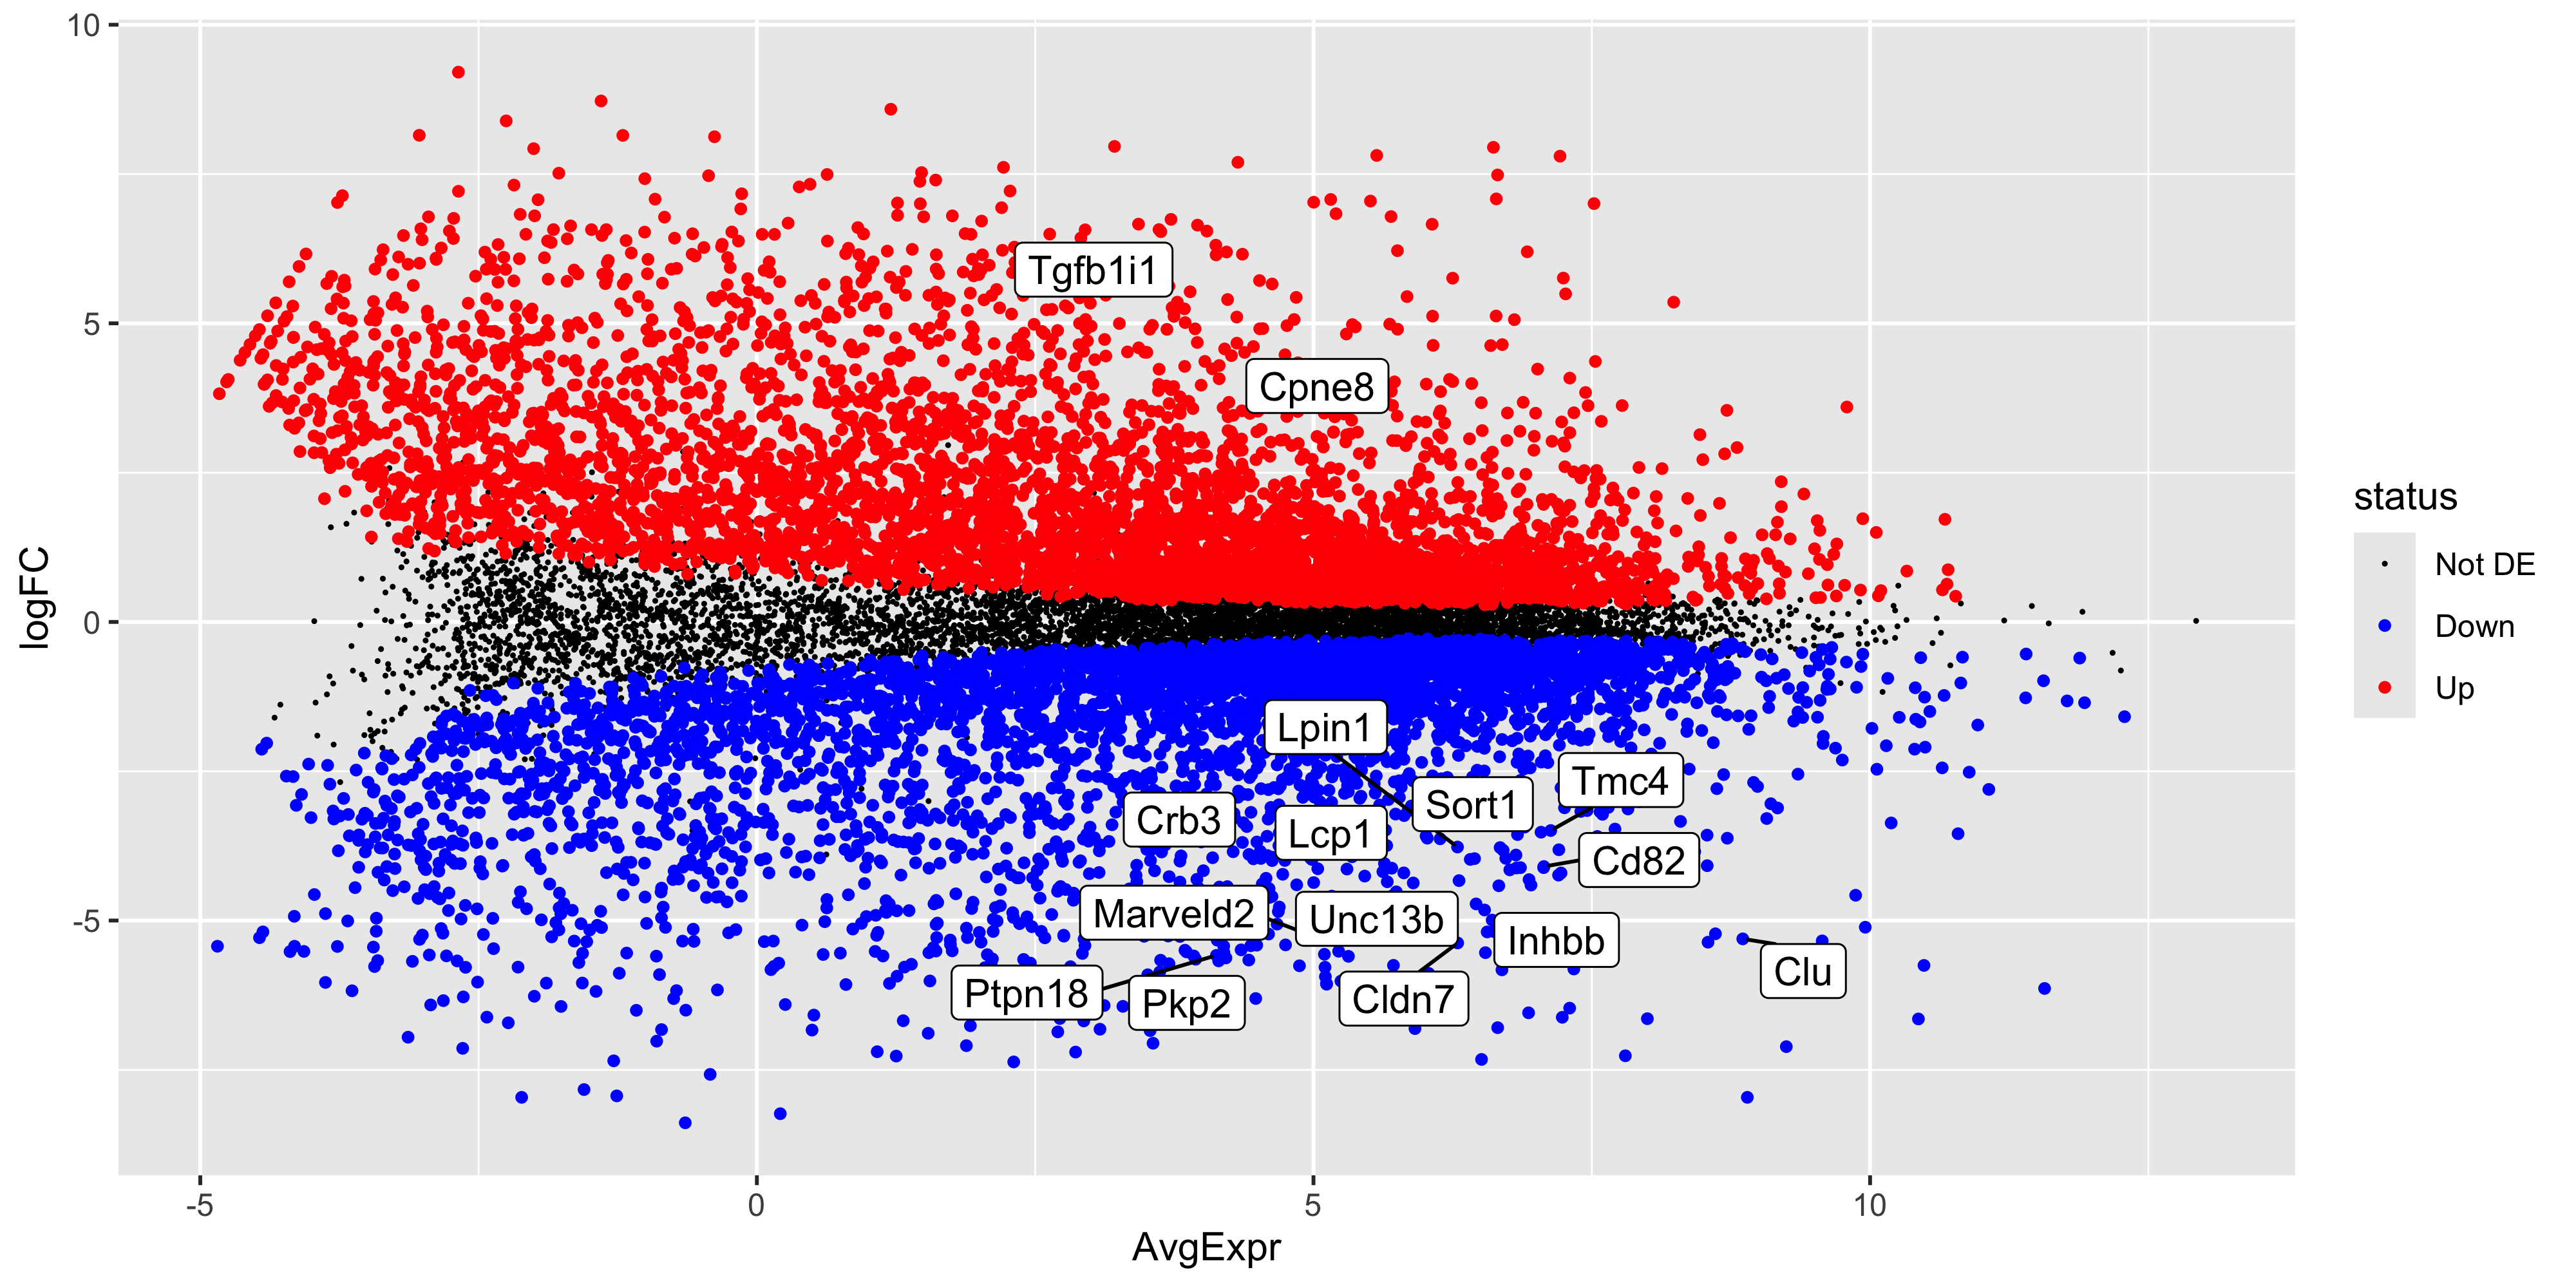 10
5
0
-5
logFC
Tgfb1i1
Cpne8
Lpin1
Tmc4
Sort1
Crb3
Lcp1
Cd82
Marveld2
Unc13b
Inhbb
Clu
Ptpn18
Pkp2
Cldn7
-5
0
5
10
AvgExpr
status
Not DE
Down
Up